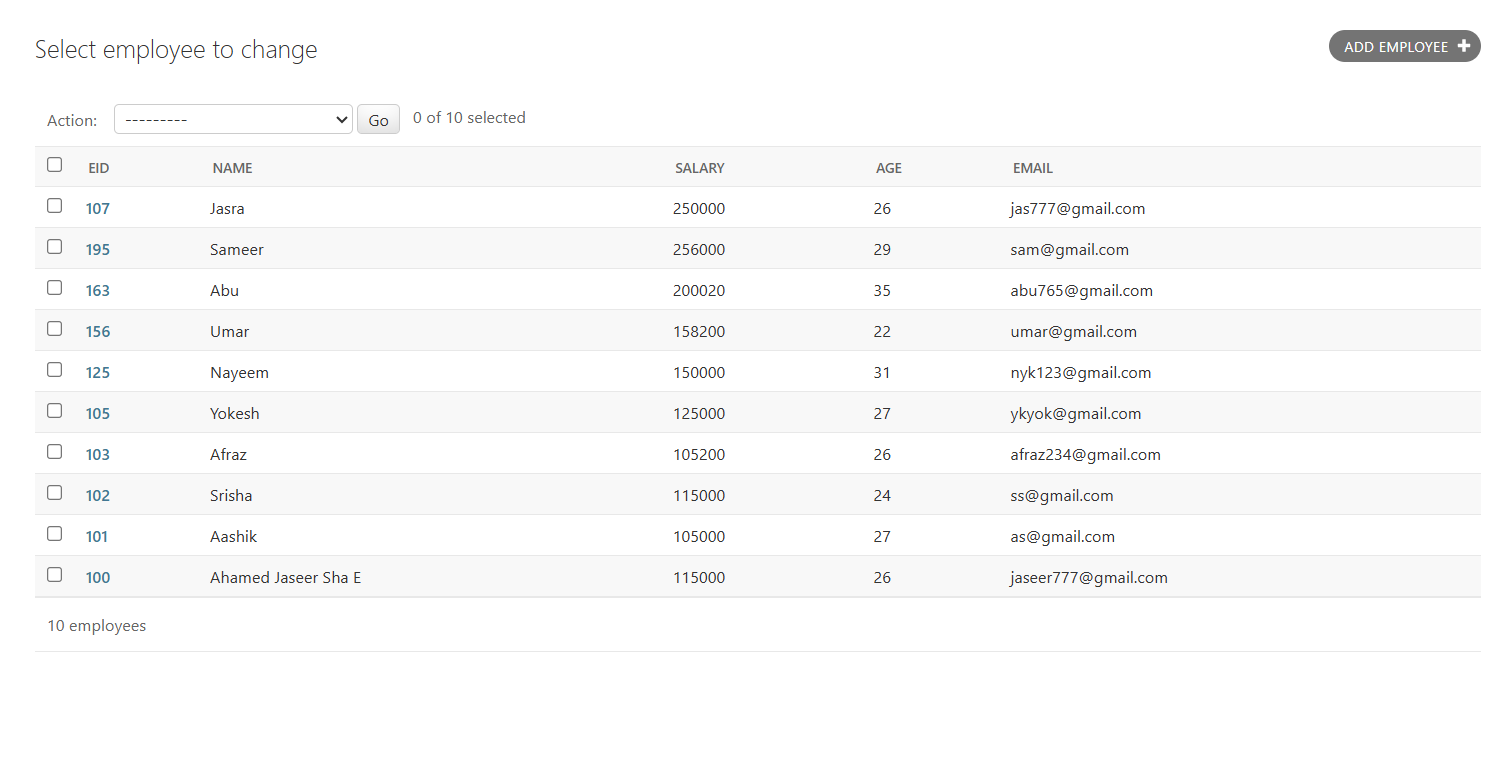 Select employee to change
ADD EMPLOYEE
Action: --------- Go 0 of 10 selected
EID NAME SALARY AGE EMAIL
107 Jasra 250000 26 jas777@gmail.com
195 Sameer 256000 29 sam@gmail.com
163 Abu 200020 35 abu765@gmail.com
156 Umar 158200 22 umar@gmail.com
125 Nayeem 150000 31 nyk123@gmail.com
105 Yokesh 125000 27 ykyok@gmail.com
103 Afraz 105200 26 afraz234@gmail.com
102 Srisha 115000 24 ss@gmail.com
101 Aashik 105000 27 as@gmail.com
100 Ahamed Jaseer Sha E 115000 26 jaseer777@gmail.com
10 employees